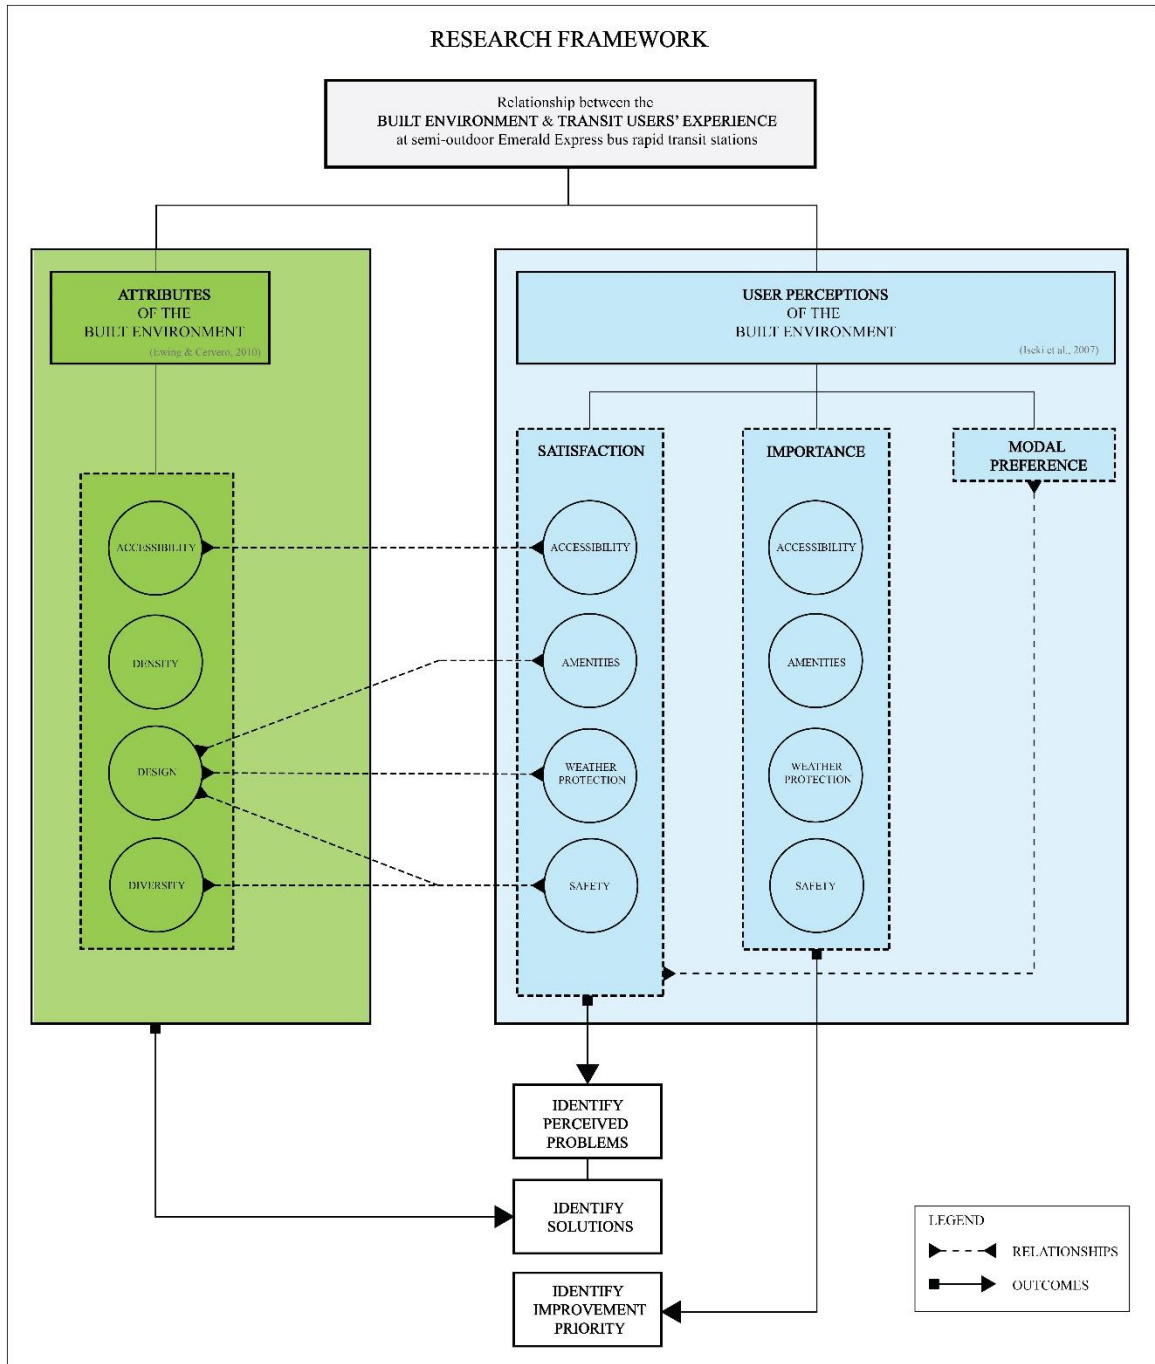 RESEARCH FRAMEWORK
Relationship between the
BUILT ENVIRONMENT & TRANSIT USERS' EXPERIENCE
at semi-outdoor Emerald Express bus rapid transit stations
ATTRIBUTES
OF THE
BUILT ENVIRONMENT
(Ewing & Cervero, 2010)
USER PERCEPTIONS
OF THE
BUILT ENVIRONMENT
(Iseki et al., 2007)
SATISFACTION
IMPORTANCE
MODAL
PREFERENCE
ACCESSIBILITY
DENSITY
DESIGN
DIVERSITY
ACCESSIBILITY
AMENITIES
WEATHER
PROTECTION
SAFETY
ACCESSIBILITY
AMENITIES
WEATHER
PROTECTION
SAFETY
IDENTIFY
PERCEIVED
PROBLEMS
IDENTIFY
SOLUTIONS
IDENTIFY
IMPROVEMENT
PRIORITY
LEGEND
RELATIONSHIPS
OUTCOMES